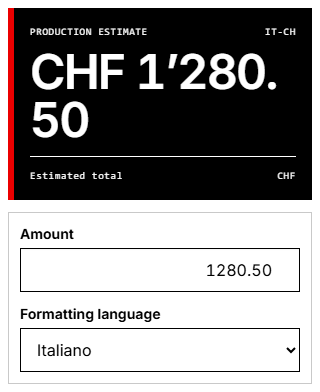 PRODUCTION ESTIMATE IT-CH
CHF 1’280.
50
Estimated total CHF
Amount
1280.50
Formatting language
Italiano